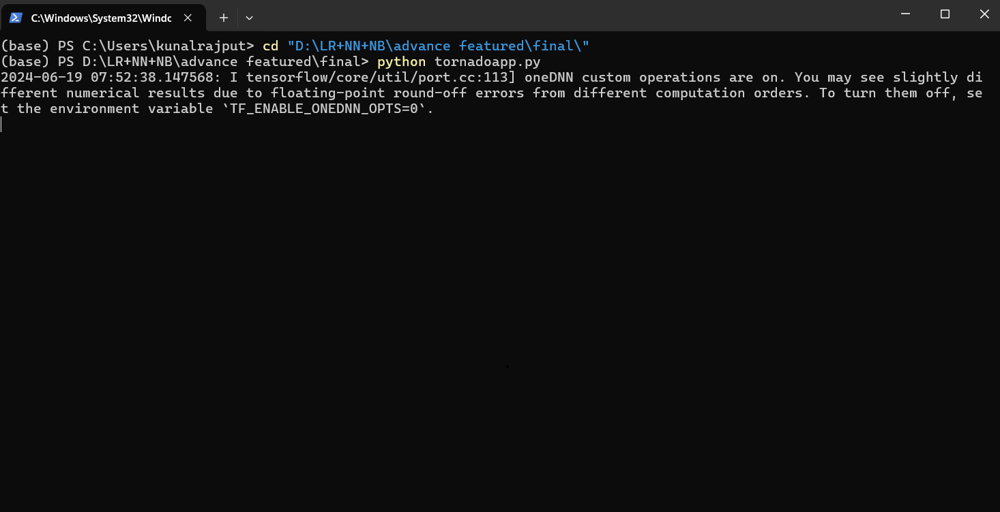 C:\Windows\System32\Windc
(base) PS C:\Users\kunalrajput> cd "D:\LR+NN+NB\advance featured\final\"
(base) PS D:\LR+NN+NB\advance featured\final> python tornadoapp.py
2024-06-19 07:52:38.147568: I tensorflow/core/util/port.cc:113] oneDNN custom operations are on. You may see slightly di
fferent numerical results due to floating-point round-off errors from different computation orders. To turn them off, se
t the environment variable `TF_ENABLE_ONEDNN_OPTS=0`.